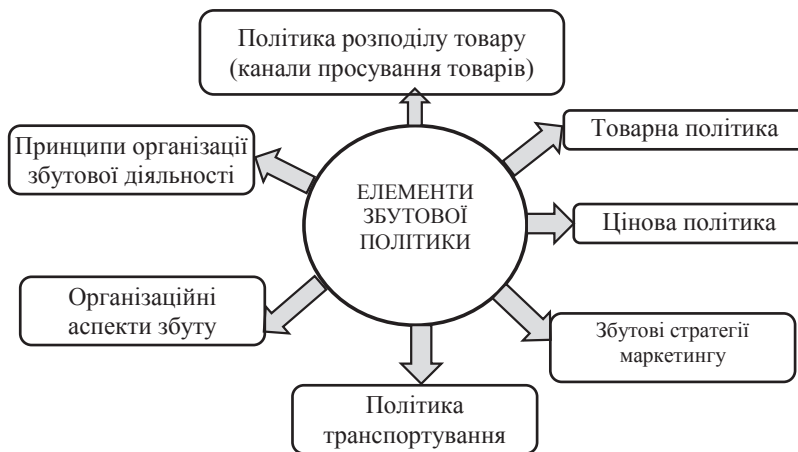 Політика розподілу товару
(канали просування товарів)
Принципи організації
збутової діяльності
Товарна політика
ЕЛЕМЕНТИ
ЗБУТОВОЇ
ПОЛІТИКИ
Цінова політика
Організаційні
аспекти збуту
Збутові стратегії
маркетингу
Політика
транспортування